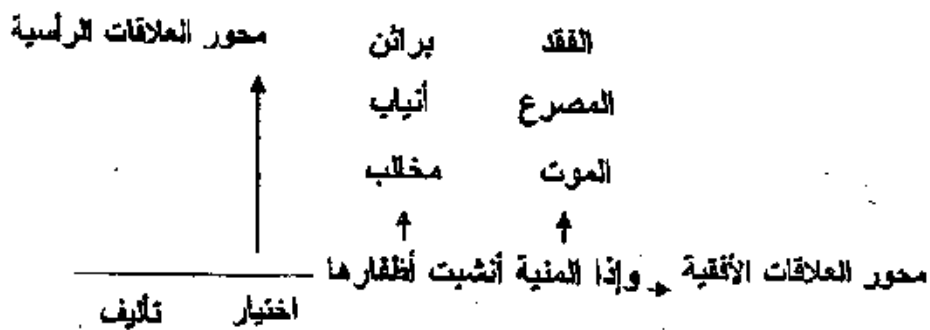 الفقد براثن محور العلاقات الرأسية
المصرع أنياب
الموت مخالب
محور العلاقات الأفقية وإذا المنية أنشبت أظفارها
اختيار تأليف